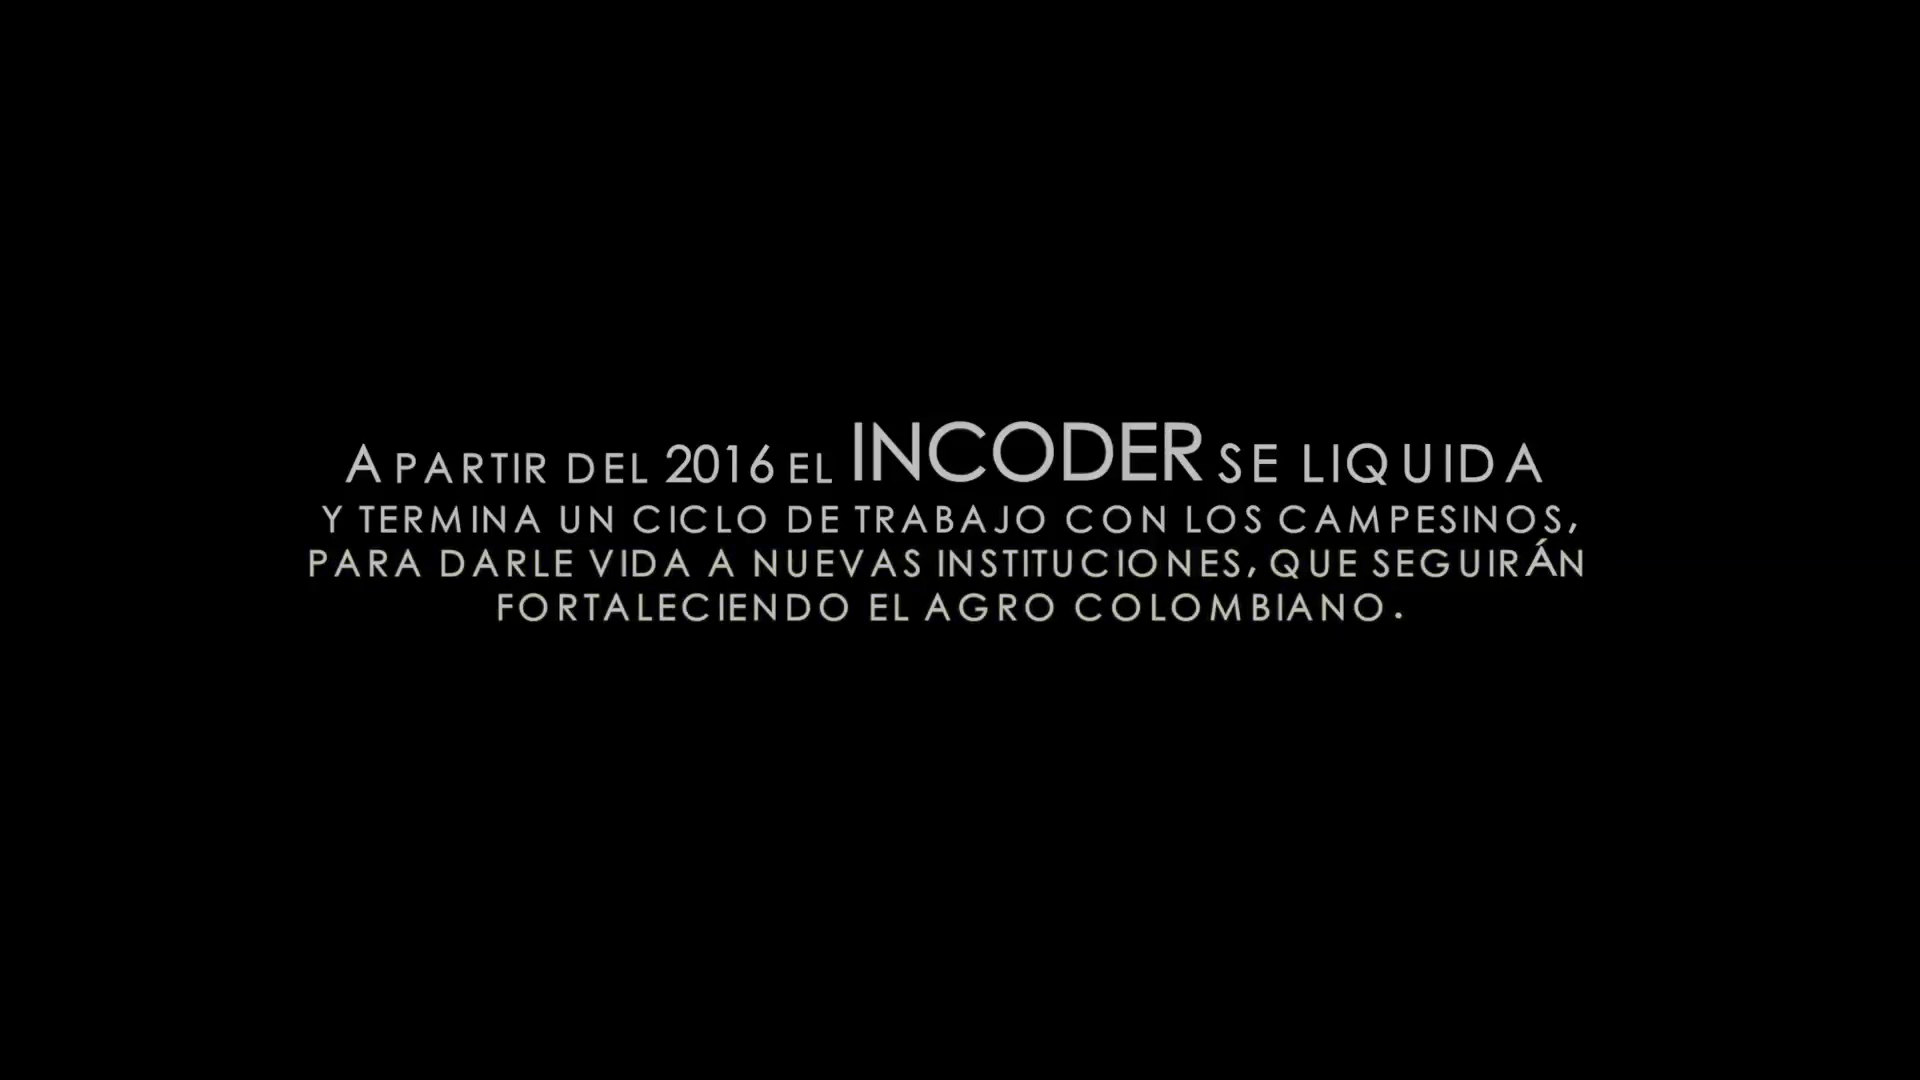 A PARTIR DEL 2016 EL INCODER SE LIQUIDA
Y TERMINA UN CICLO DE TRABAJO CON LOS CAMPESINOS,
PARA DARLE VIDA A NUEVAS INSTITUCIONES, QUE SEGUIRÁN
FORTALECIENDO EL AGRO COLOMBIANO.